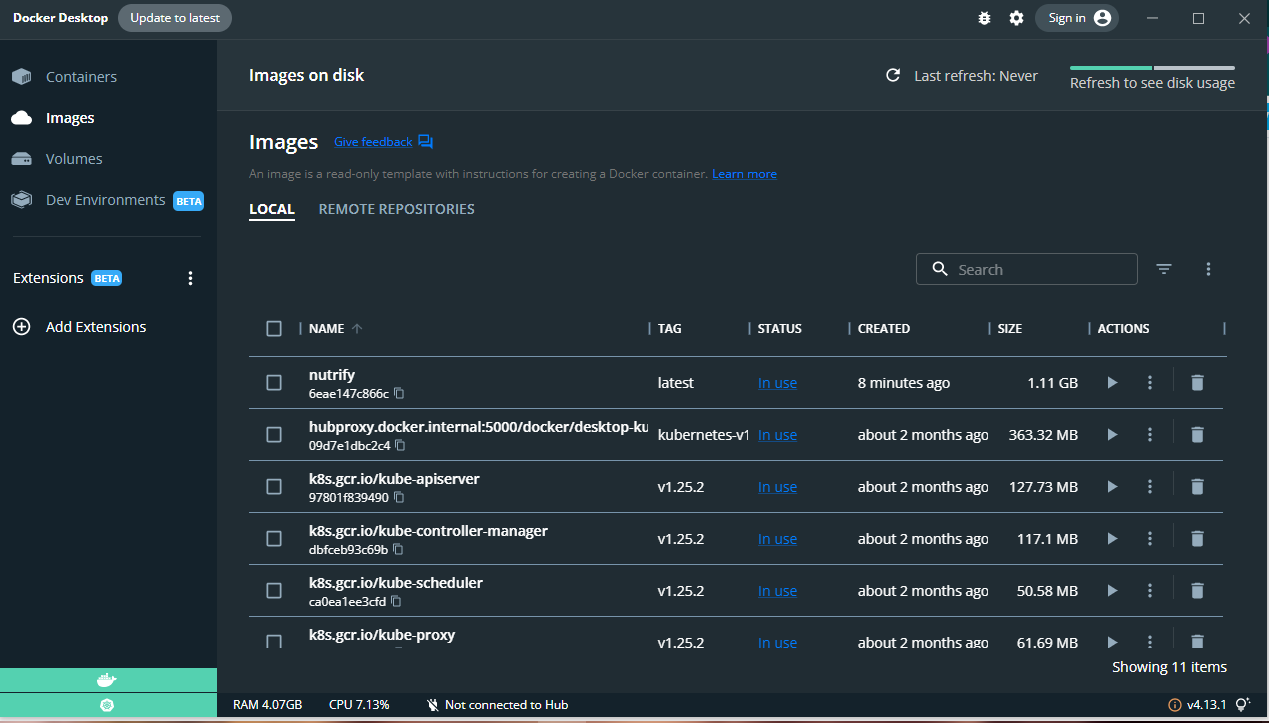 Docker Desktop
Update to latest
Sign in
Containers
Images
Volumes
Dev Environments BETA
Extensions BETA
Add Extensions
Images on disk
Last refresh: Never
Refresh to see disk usage
Images Give feedback
An image is a read-only template with instructions for creating a Docker container. Learn more
LOCAL REMOTE REPOSITORIES
Search
NAME TAG STATUS CREATED SIZE ACTIONS
nutrify
6eae147c866c
latest In use 8 minutes ago 1.11 GB
hubproxy.docker.internal:5000/docker/desktop-ku
09d7e1dbc2c4
kubernetes-v1 In use about 2 months ago 363.32 MB
k8s.gcr.io/kube-apiserver
97801f839490
v1.25.2 In use about 2 months ago 127.73 MB
k8s.gcr.io/kube-controller-manager
dbfceb93c69b
v1.25.2 In use about 2 months ago 117.1 MB
k8s.gcr.io/kube-scheduler
ca0ea1ee3cfd
v1.25.2 In use about 2 months ago 50.58 MB
k8s.gcr.io/kube-proxy
v1.25.2 In use about 2 months ago 61.69 MB
Showing 11 items
RAM 4.07GB CPU 7.13% Not connected to Hub
v4.13.1